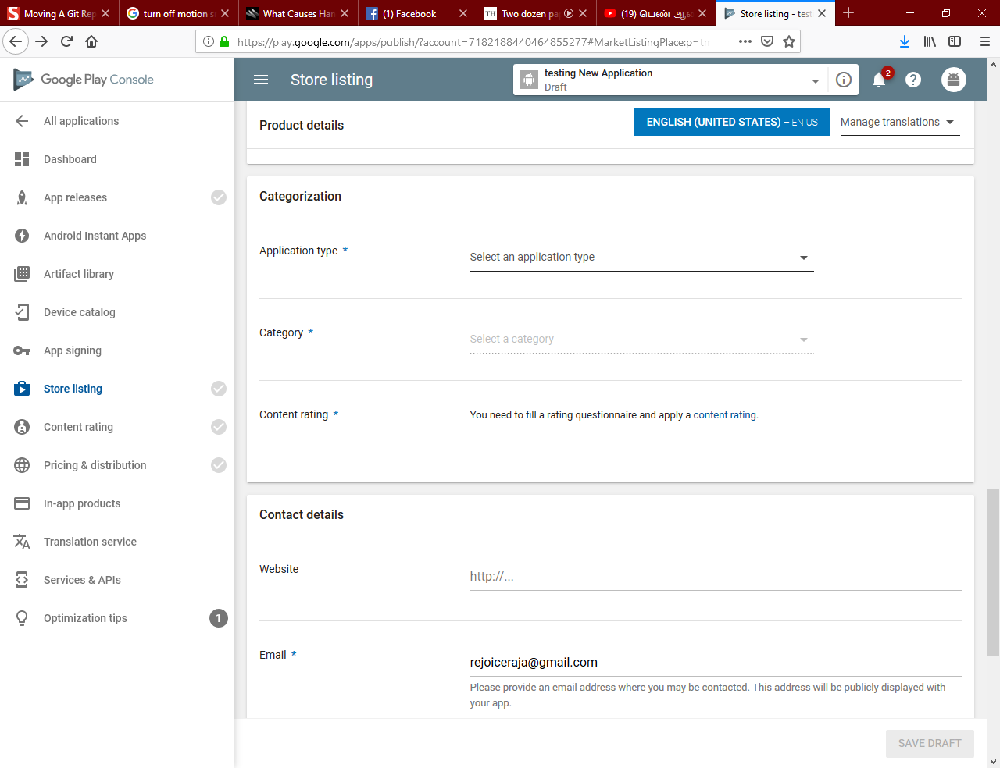 Moving A Git Rep
turn off motion s
What Causes Han
(1) Facebook
TH Two dozen pa
(19) பெண் ஆ
Store listing - test
https://play.google.com/apps/publish/?account=7182188440464855277#MarketListingPlace:p=tm
Google Play Console
Store listing
testing New Application
Draft
2
All applications
Dashboard
App releases
Android Instant Apps
Artifact library
Device catalog
App signing
Store listing
Content rating
Pricing & distribution
In-app products
Translation service
Services & APIs
Optimization tips
1
Product details
ENGLISH (UNITED STATES) – EN-US
Manage translations
Categorization
Application type *
Select an application type
Category *
Select a category
Content rating *
You need to fill a rating questionnaire and apply a content rating.
Contact details
Website
http://...
Email *
rejoiceraja@gmail.com
Please provide an email address where you may be contacted. This address will be publicly displayed with
your app.
SAVE DRAFT